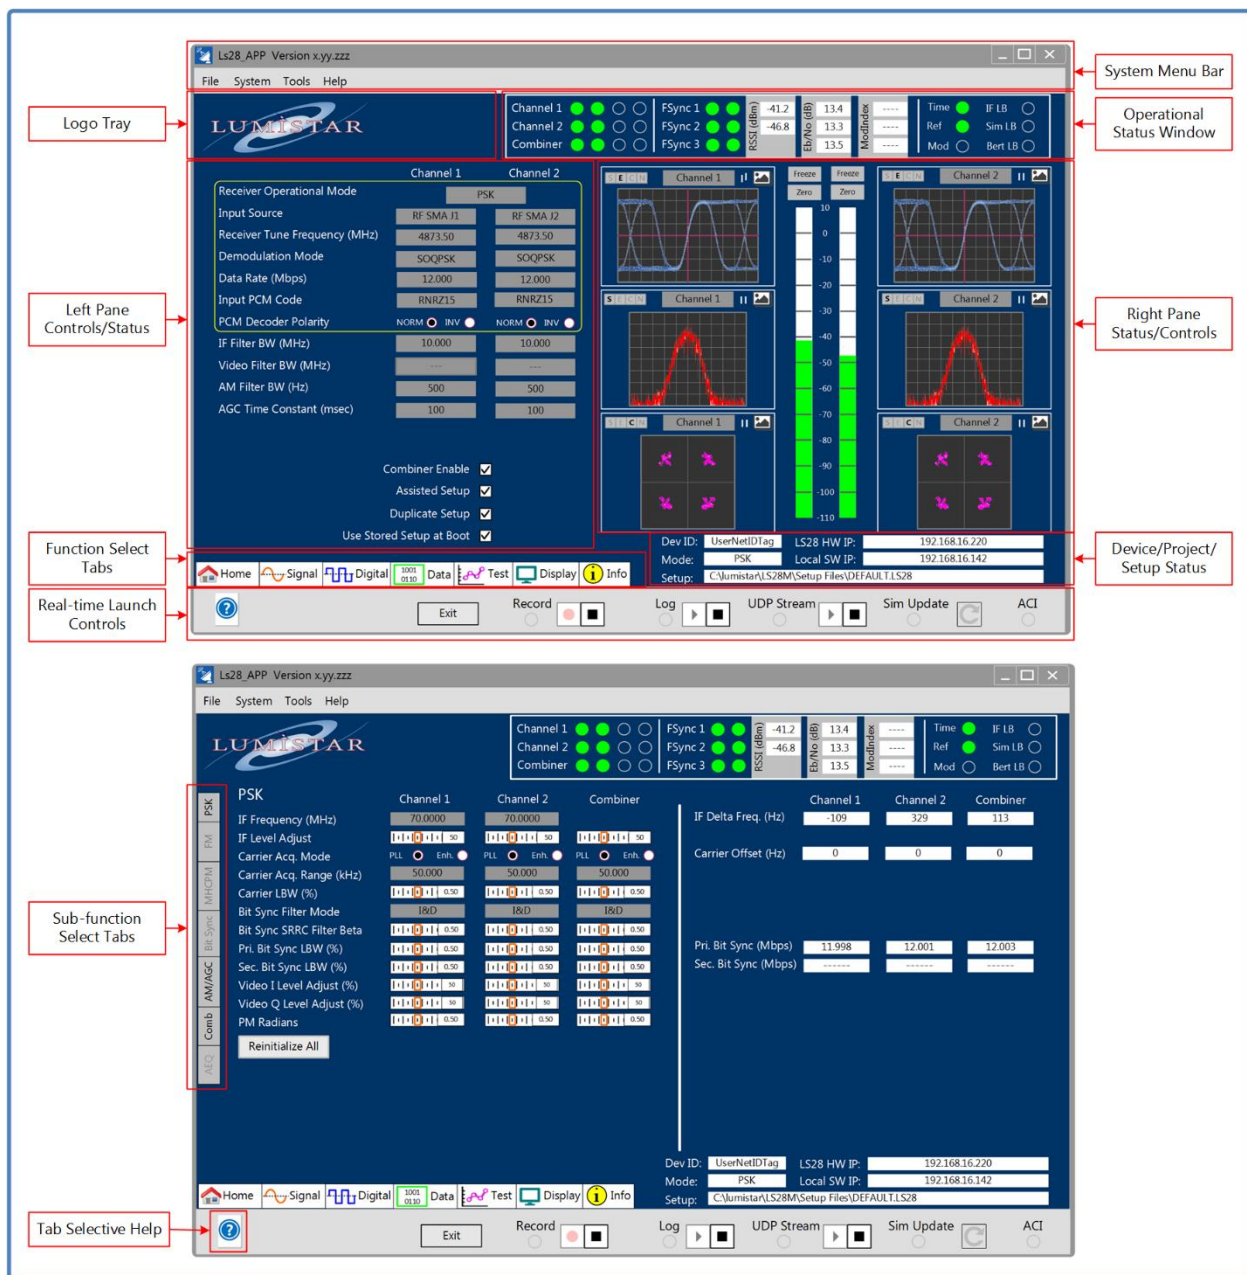 Ls28_APP Version x.yy.zzz
File System Tools Help
System Menu Bar
Logo Tray
LUMISTAR
Channel 1 FSync 1 RSSI (dBm) -41.2 Eb/No (dB) 13.4 ModIndex ---- Time IF LB
Channel 2 FSync 2 -46.8 13.3 ---- Ref Sim LB
Combiner FSync 3 13.5 ---- Mod Bert LB
Operational
Status Window
Channel 1 Channel 2
Receiver Operational Mode PSK
Input Source RF SMA J1 RF SMA J2
Receiver Tune Frequency (MHz) 4873.50 4873.50
Demodulation Mode SOQPSK SOQPSK
Data Rate (Mbps) 12.000 12.000
Input PCM Code RNRZ15 RNRZ15
PCM Decoder Polarity NORM INV NORM INV
IF Filter BW (MHz) 10.000 10.000
Video Filter BW (MHz) --- ---
AM Filter BW (Hz) 500 500
AGC Time Constant (msec) 100 100
Combiner Enable
Assisted Setup
Duplicate Setup
Use Stored Setup at Boot
Left Pane
Controls/Status
S E C N Channel 1 Freeze Freeze S E C N Channel 2
Zero Zero
10
0
-10
-20
-30
S E C N Channel 1 S E C N Channel 2
-40
-50
-60
-70
S E C N Channel 1 S E C N Channel 2
-80
-90
-100
-110
Right Pane
Status/Controls
Function Select
Tabs
Home Signal Digital 1001 0110 Data Test Display Info
Dev ID: UserNetIDTag LS28 HW IP: 192.168.16.220
Mode: PSK Local SW IP: 192.168.16.142
Setup: C:\lumistar\LS28M\Setup Files\DEFAULT.LS28
Device/Project/
Setup Status
Real-time Launch
Controls
Exit Record Log UDP Stream Sim Update ACI
Ls28_APP Version x.yy.zzz
File System Tools Help
LUMISTAR
Channel 1 FSync 1 RSSI (dBm) -41.2 Eb/No (dB) 13.4 ModIndex ---- Time IF LB
Channel 2 FSync 2 -46.8 13.3 ---- Ref Sim LB
Combiner FSync 3 13.5 ---- Mod Bert LB
Sub-function
Select Tabs
PSK
FM
MHCPM
Bit Sync
AM/AGC
Comb
AEQ
PSK Channel 1 Channel 2 Combiner
IF Frequency (MHz) 70.0000 70.0000
IF Level Adjust 50 50 50
Carrier Acq. Mode PLL Enh. PLL Enh. PLL Enh.
Carrier Acq. Range (kHz) 50.000 50.000 50.000
Carrier LBW (%) 0.50 0.50 0.50
Bit Sync Filter Mode I&D I&D I&D
Bit Sync SRRC Filter Beta 0.50 0.50 0.50
Pri. Bit Sync LBW (%) 0.50 0.50 0.50
Sec. Bit Sync LBW (%) 0.50 0.50 0.50
Video I Level Adjust (%) 50 50 50
Video Q Level Adjust (%) 50 50 50
PM Radians 0.50 0.50 0.50
Reinitialize All
Channel 1 Channel 2 Combiner
IF Delta Freq. (Hz) -109 329 113
Carrier Offset (Hz) 0 0 0
Pri. Bit Sync (Mbps) 11.998 12.001 12.003
Sec. Bit Sync (Mbps) ------ ------ ------
Dev ID: UserNetIDTag LS28 HW IP: 192.168.16.220
Mode: PSK Local SW IP: 192.168.16.142
Setup: C:\lumistar\LS28M\Setup Files\DEFAULT.LS28
Home Signal Digital 1001 0110 Data Test Display Info
Tab Selective Help
Exit Record Log UDP Stream Sim Update ACI